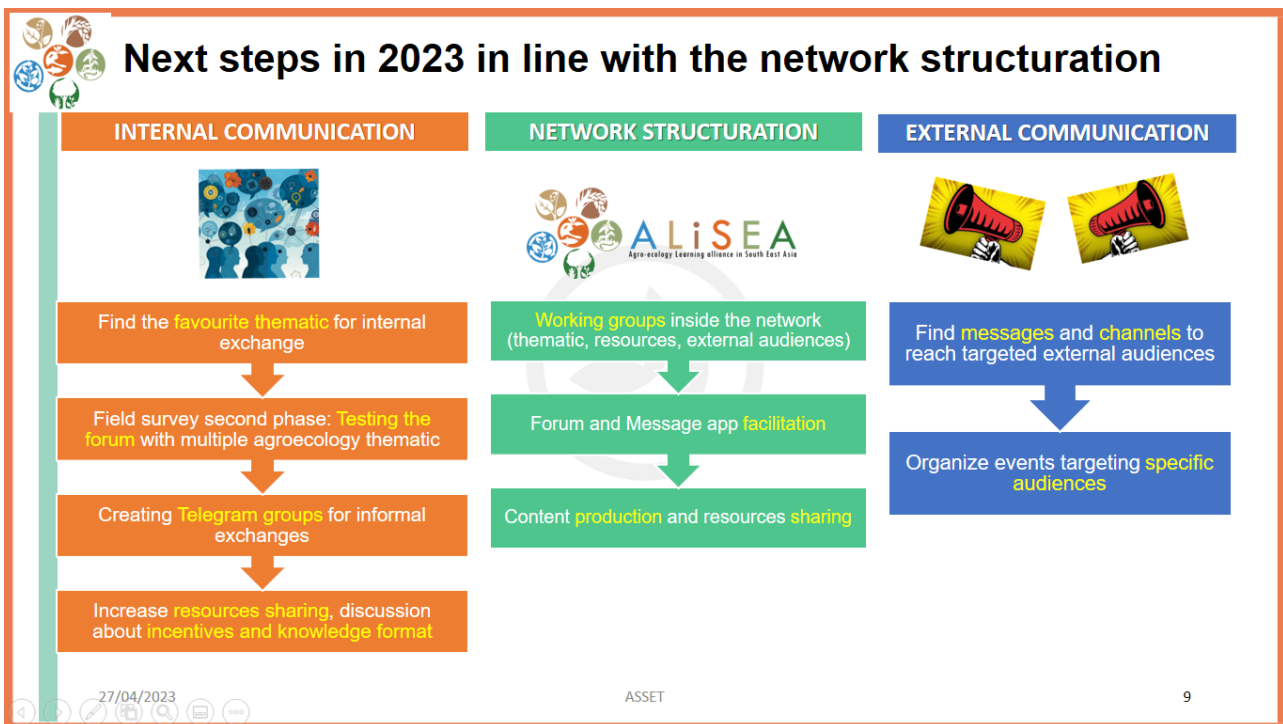 Next steps in 2023 in line with the network structuration
INTERNAL COMMUNICATION
Find the favourite thematic for internal
exchange
Field survey second phase: Testing the
forum with multiple agroecology thematic
Creating Telegram groups for informal
exchanges
Increase resources sharing, discussion
about incentives and knowledge format
NETWORK STRUCTURATION
ALiSEA
Agro-ecology Learning alliance in South East Asia
Working groups inside the network
(thematic, resources, external audiences)
Forum and Message app facilitation
Content production and resources sharing
EXTERNAL COMMUNICATION
Find messages and channels to
reach targeted external audiences
Organize events targeting specific
audiences
27/04/2023
ASSET
9